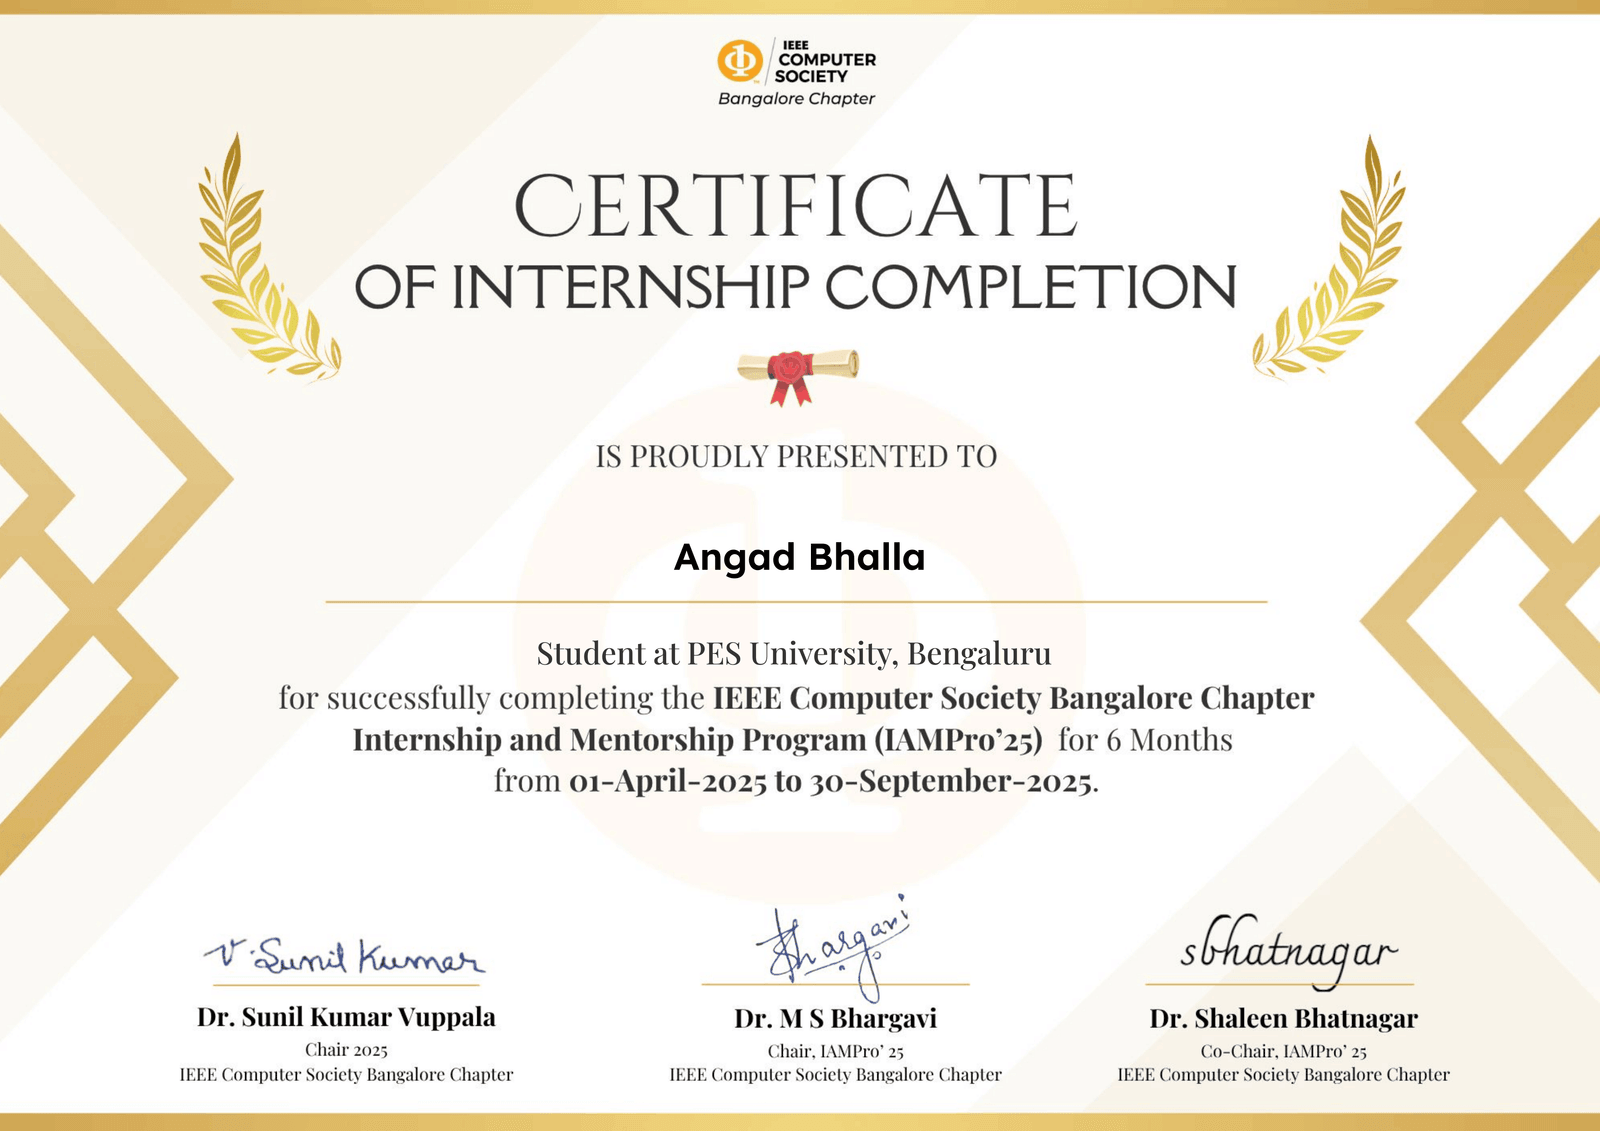 IEEE
COMPUTER
SOCIETY
Bangalore Chapter
CERTIFICATE
OF INTERNSHIP COMPLETION
IS PROUDLY PRESENTED TO
Angad Bhalla
Student at PES University, Bengaluru
for successfully completing the IEEE Computer Society Bangalore Chapter
Internship and Mentorship Program (IAMPro’25) for 6 Months
from 01-April-2025 to 30-September-2025.
V. Sunil Kumar
Bhargavi
sbhatnagar
Dr. Sunil Kumar Vuppala
Dr. M S Bhargavi
Dr. Shaleen Bhatnagar
Chair 2025
Chair, IAMPro’ 25
Co-Chair, IAMPro’ 25
IEEE Computer Society Bangalore Chapter
IEEE Computer Society Bangalore Chapter
IEEE Computer Society Bangalore Chapter